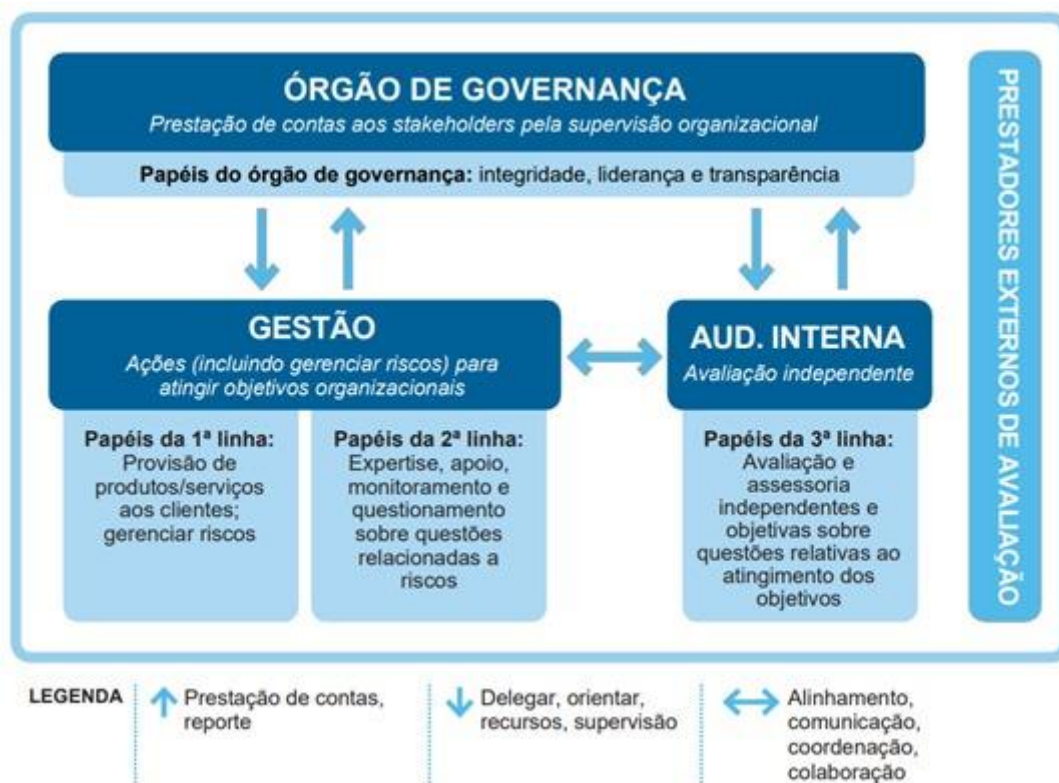 ÓRGÃO DE GOVERNANÇA
Prestação de contas aos stakeholders pela supervisão organizacional
Papéis do órgão de governança: integridade, liderança e transparência
GESTÃO
Ações (incluindo gerenciar riscos) para
atingir objetivos organizacionais
Papéis da 1ª linha:
Provisão de
produtos/serviços
aos clientes;
gerenciar riscos
Papéis da 2ª linha:
Expertise, apoio,
monitoramento e
questionamento
sobre questões
relacionadas a
riscos
AUD. INTERNA
Avaliação independente
Papéis da 3ª linha:
Avaliação e
assessoria
independentes e
objetivas sobre
questões relativas ao
atingimento dos
objetivos
PRESTADORES EXTERNOS DE AVALIAÇÃO
LEGENDA
Prestação de contas,
reporte
Delegar, orientar,
recursos, supervisão
Alinhamento,
comunicação,
coordenação,
colaboração